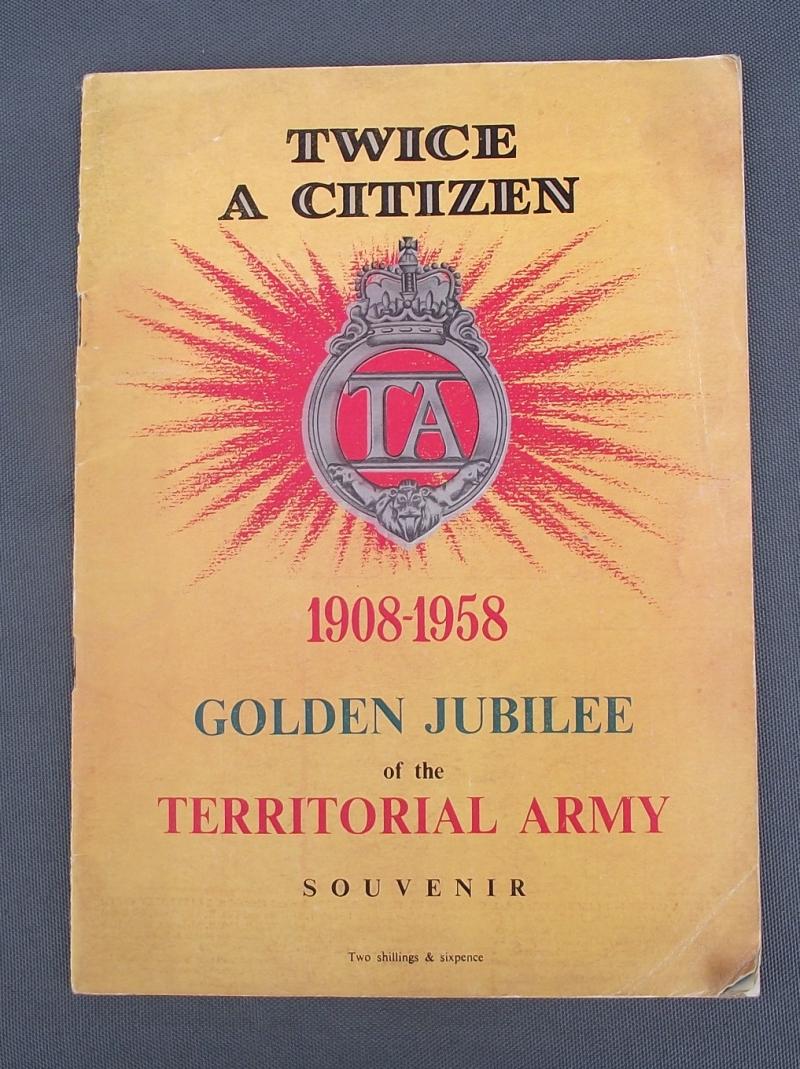 TWICE
A CITIZEN
TA
1908-1958
GOLDEN JUBILEE
of the
TERRITORIAL ARMY
SOUVENIR
Two shillings & sixpence